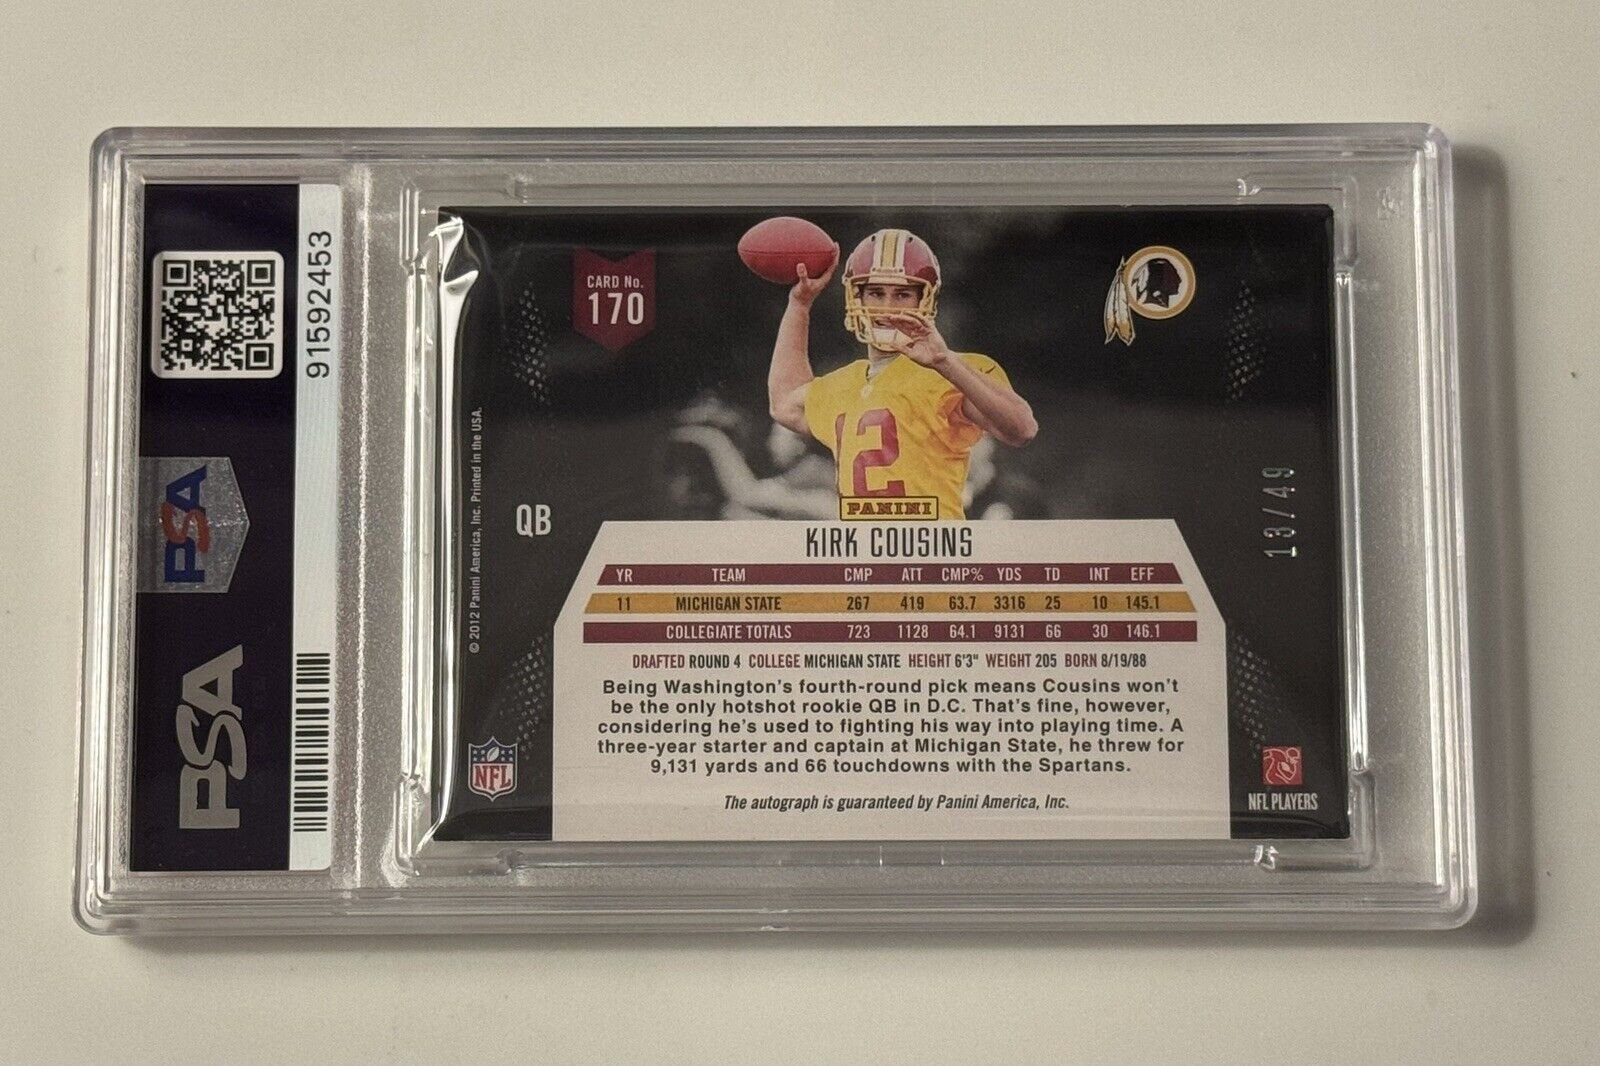 91592453
PSA
PSA
CARD No.
170
© 2012 Panini America, Inc. Printed in the USA.
QB
12
13/49
PANINI
KIRK COUSINS
YR TEAM CMP ATT CMP% YDS TD INT EFF
11 MICHIGAN STATE 267 419 63.7 3316 25 10 145.1
COLLEGIATE TOTALS 723 1128 64.1 9131 66 30 146.1
DRAFTED ROUND 4 COLLEGE MICHIGAN STATE HEIGHT 6'3" WEIGHT 205 BORN 8/19/88
Being Washington's fourth-round pick means Cousins won't
be the only hotshot rookie QB in D.C. That's fine, however,
considering he's used to fighting his way into playing time. A
three-year starter and captain at Michigan State, he threw for
9,131 yards and 66 touchdowns with the Spartans.
The autograph is guaranteed by Panini America, Inc.
NFL
NFL PLAYERS